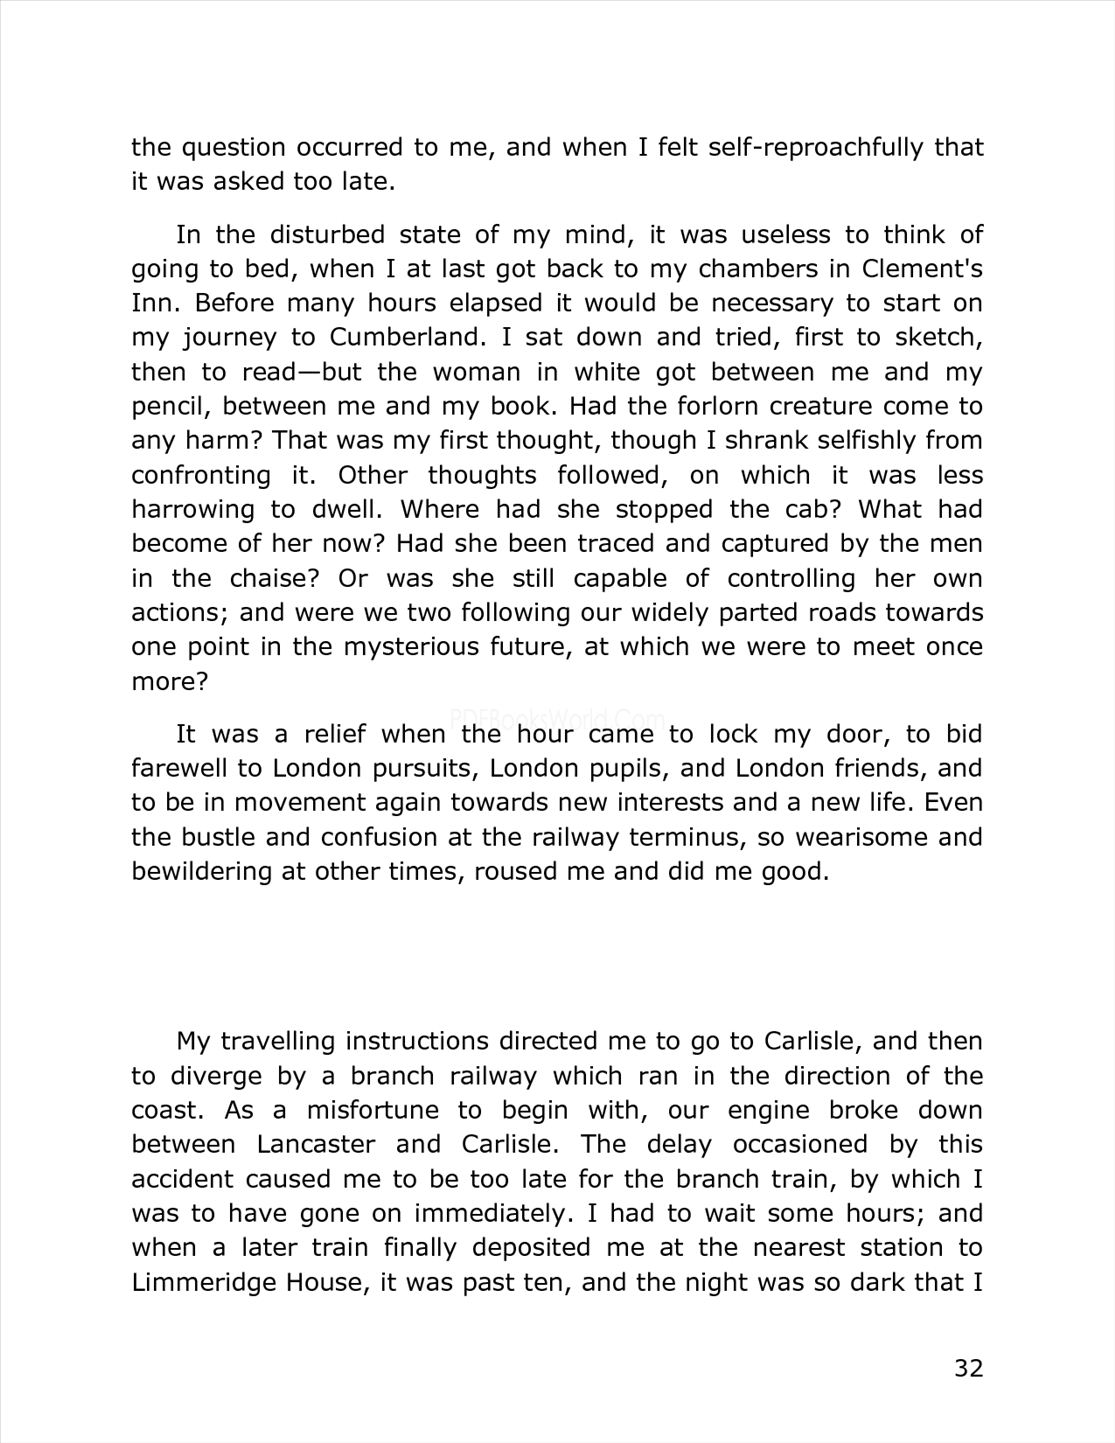 the question occurred to me, and when I felt self-reproachfully that
it was asked too late.
In the disturbed state of my mind, it was useless to think of
going to bed, when I at last got back to my chambers in Clement's
Inn. Before many hours elapsed it would be necessary to start on
my journey to Cumberland. I sat down and tried, first to sketch,
then to read—but the woman in white got between me and my
pencil, between me and my book. Had the forlorn creature come to
any harm? That was my first thought, though I shrank selfishly from
confronting it. Other thoughts followed, on which it was less
harrowing to dwell. Where had she stopped the cab? What had
become of her now? Had she been traced and captured by the men
in the chaise? Or was she still capable of controlling her own
actions; and were we two following our widely parted roads towards
one point in the mysterious future, at which we were to meet once
more?
PDFBooksWorld.Com
It was a relief when the hour came to lock my door, to bid
farewell to London pursuits, London pupils, and London friends, and
to be in movement again towards new interests and a new life. Even
the bustle and confusion at the railway terminus, so wearisome and
bewildering at other times, roused me and did me good.
My travelling instructions directed me to go to Carlisle, and then
to diverge by a branch railway which ran in the direction of the
coast. As a misfortune to begin with, our engine broke down
between Lancaster and Carlisle. The delay occasioned by this
accident caused me to be too late for the branch train, by which I
was to have gone on immediately. I had to wait some hours; and
when a later train finally deposited me at the nearest station to
Limmeridge House, it was past ten, and the night was so dark that I
32